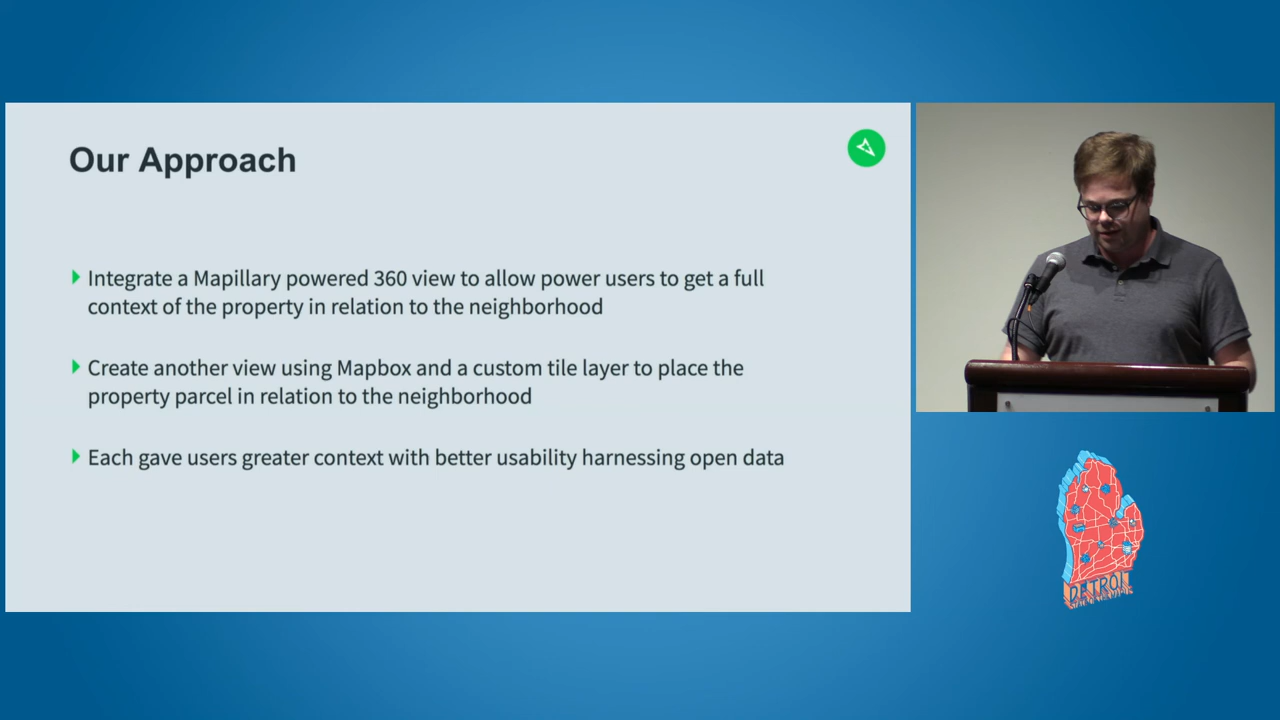 Our Approach
Integrate a Mapillary powered 360 view to allow power users to get a full
context of the property in relation to the neighborhood
Create another view using Mapbox and a custom tile layer to place the
property parcel in relation to the neighborhood
Each gave users greater context with better usability harnessing open data
DETROIT